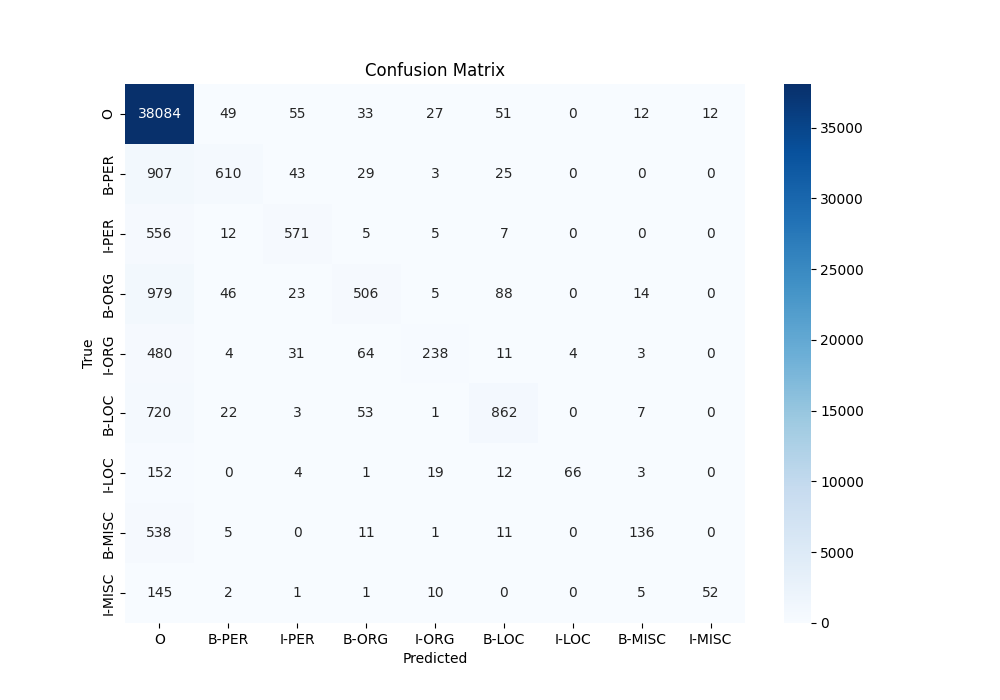 Confusion Matrix
O 38084 49 55 33 27 51 0 12 12
B-PER 907 610 43 29 3 25 0 0 0
I-PER 556 12 571 5 5 7 0 0 0
B-ORG 979 46 23 506 5 88 0 14 0
I-ORG 480 4 31 64 238 11 4 3 0
B-LOC 720 22 3 53 1 862 0 7 0
I-LOC 152 0 4 1 19 12 66 3 0
B-MISC 538 5 0 11 1 11 0 136 0
I-MISC 145 2 1 1 10 0 0 5 52
True
O B-PER I-PER B-ORG I-ORG B-LOC I-LOC B-MISC I-MISC
Predicted
35000
30000
25000
20000
15000
10000
5000
0